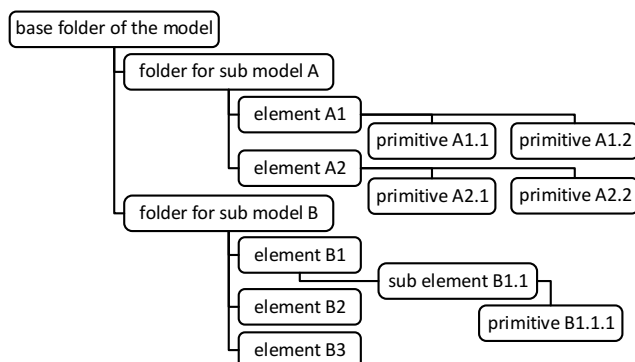 base folder of the model
folder for sub model A
element A1
primitive A1.1
primitive A1.2
element A2
primitive A2.1
primitive A2.2
folder for sub model B
element B1
sub element B1.1
primitive B1.1.1
element B2
element B3